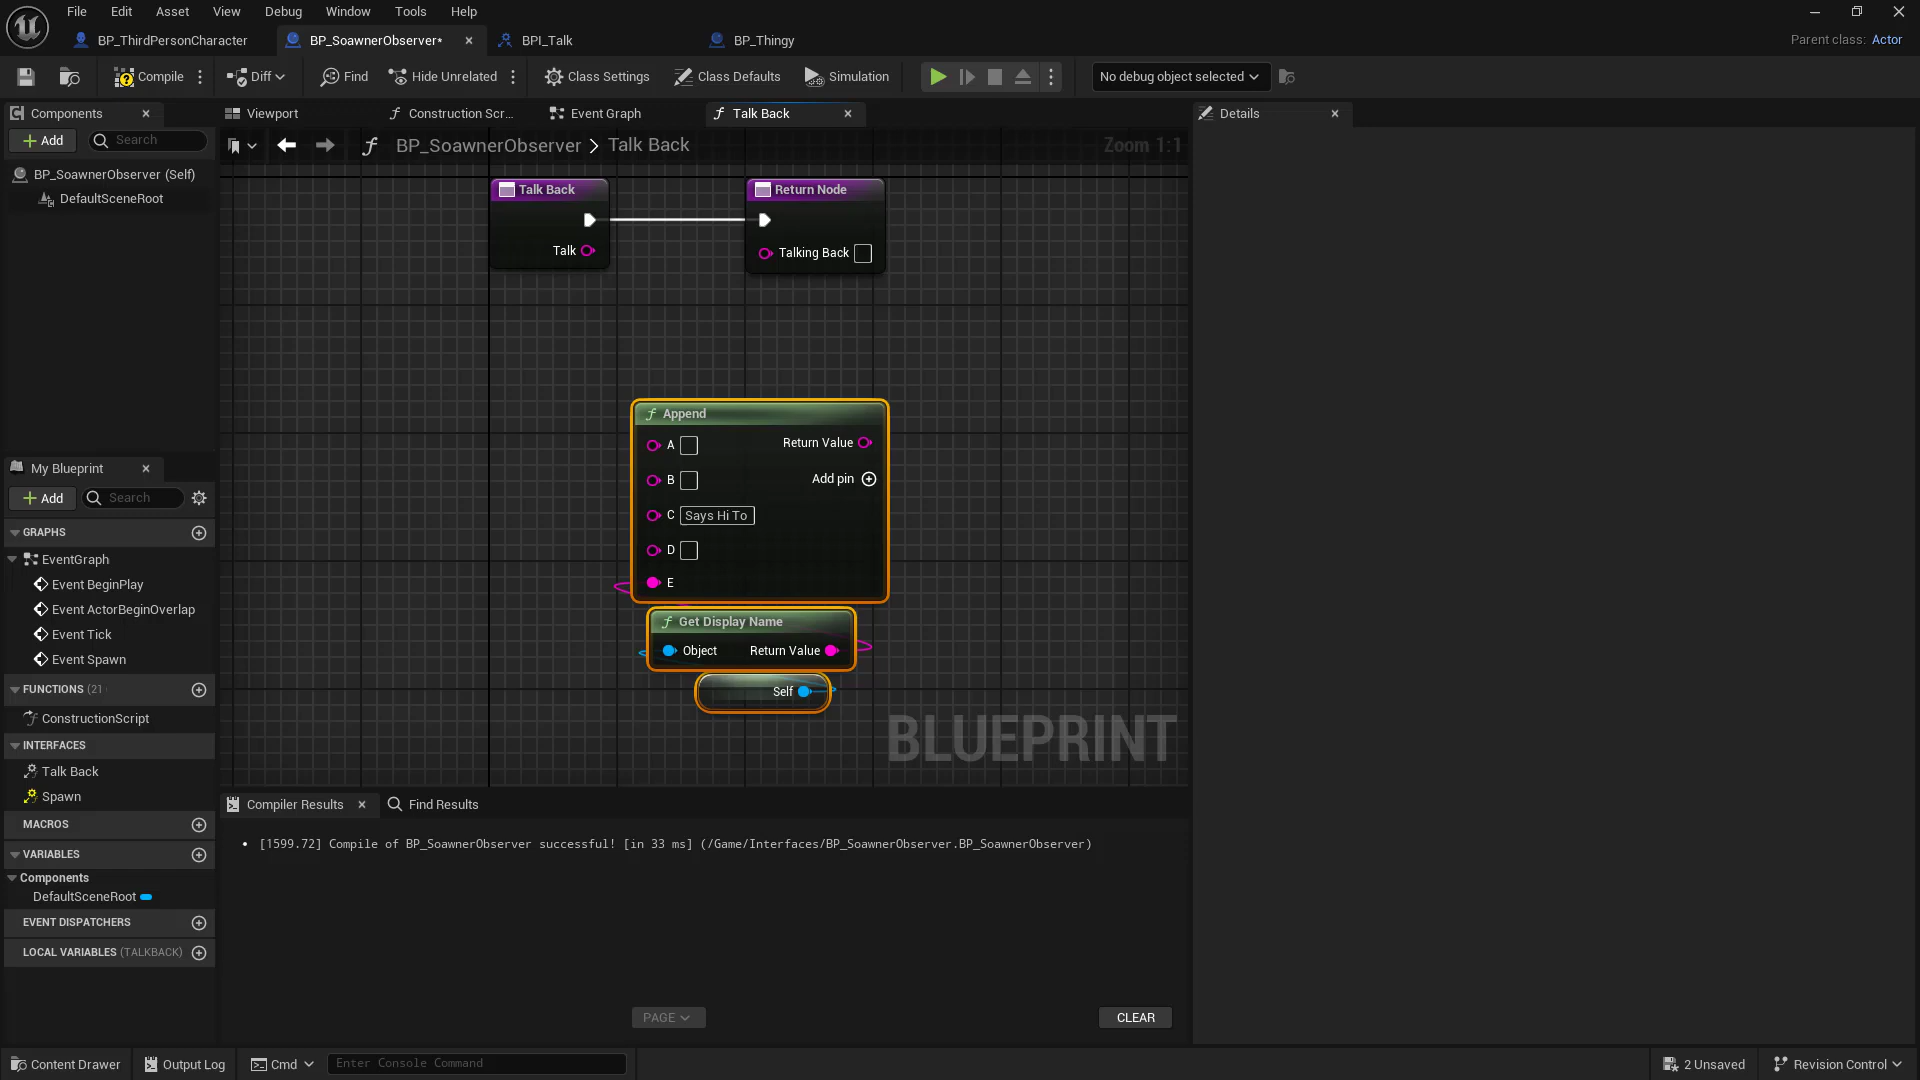 File Edit Asset View Debug Window Tools Help
BP_ThirdPersonCharacter BP_SoawnerObserver* BPI_Talk BP_Thingy Parent class: Actor
Compile Diff Find Hide Unrelated Class Settings Class Defaults Simulation No debug object selected
Components Viewport Construction Scr... Event Graph Talk Back Details
Add Search
BP_SoawnerObserver > Talk Back Zoom 1:1
BP_SoawnerObserver (Self)
DefaultSceneRoot
Talk Back
Talk
Return Node
Talking Back
Append
A Return Value
B Add pin
C Says Hi To
D
E
Get Display Name
Object Return Value
Self
BLUEPRINT
My Blueprint
Add Search
GRAPHS
EventGraph
Event BeginPlay
Event ActorBeginOverlap
Event Tick
Event Spawn
FUNCTIONS (21
ConstructionScript
INTERFACES
Talk Back
Spawn
MACROS
VARIABLES
Components
DefaultSceneRoot
EVENT DISPATCHERS
LOCAL VARIABLES (TALKBACK)
Compiler Results Find Results
[1599.72] Compile of BP_SoawnerObserver successful! [in 33 ms] (/Game/Interfaces/BP_SoawnerObserver.BP_SoawnerObserver)
PAGE CLEAR
Content Drawer Output Log Cmd Enter Console Command 2 Unsaved Revision Control